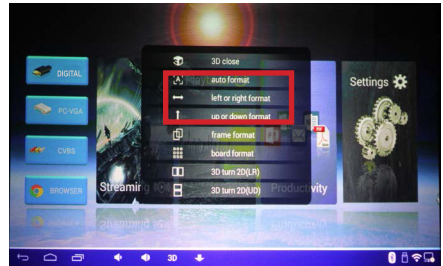 3D close
DIGITAL
auto format
left or right format
Settings
PC-VGA
up or down format
frame format
CVBS
board format
BROWSER
Streaming
3D turn 2D(LR)
Productivity
3D turn 2D(UD)
3D